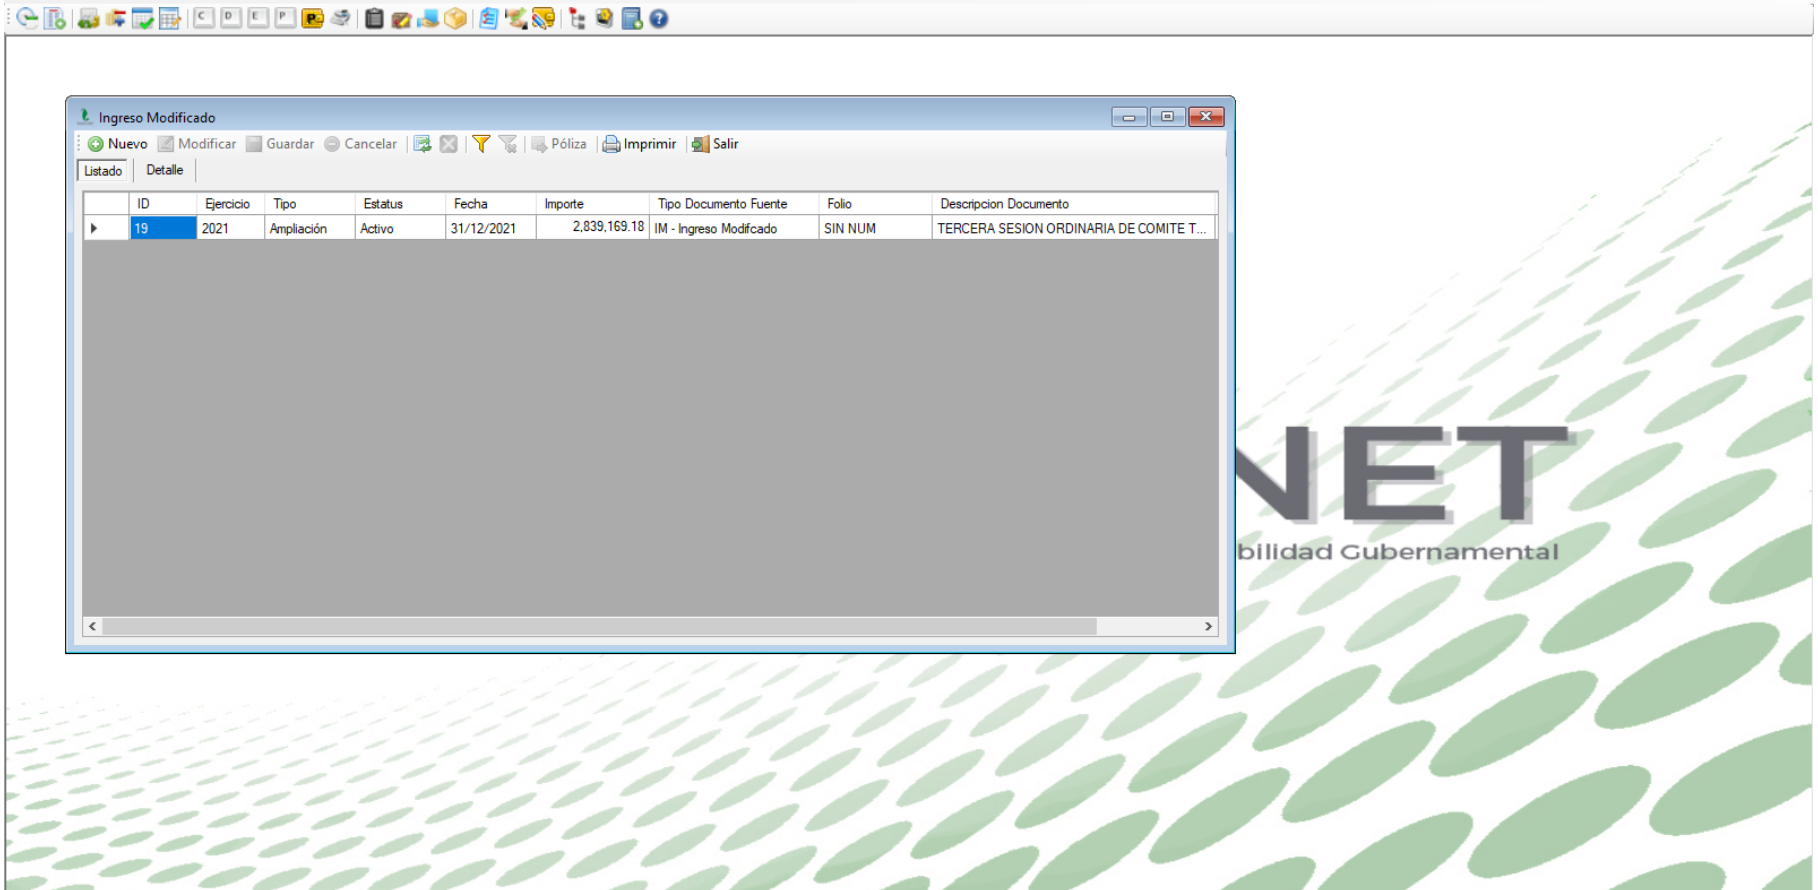 C D E P P
Ingreso Modificado
Nuevo Modificar Guardar Cancelar Póliza Imprimir Salir
Listado Detalle
ID Ejercicio Tipo Estatus Fecha Importe Tipo Documento Fuente Folio Descripcion Documento
19 2021 Ampliación Activo 31/12/2021 2,839,169.18 IM - Ingreso Modifcado SIN NUM TERCERA SESION ORDINARIA DE COMITE T...
NET
bilidad Gubernamental